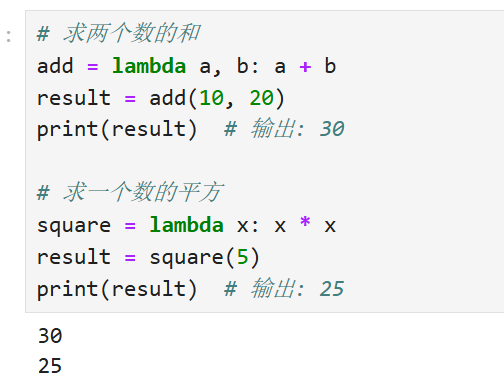 :
# 求两个数的和
add = lambda a, b: a + b
result = add(10, 20)
print(result)  # 输出: 30
# 求一个数的平方
square = lambda x: x * x
result = square(5)
print(result)  # 输出: 25
30
25